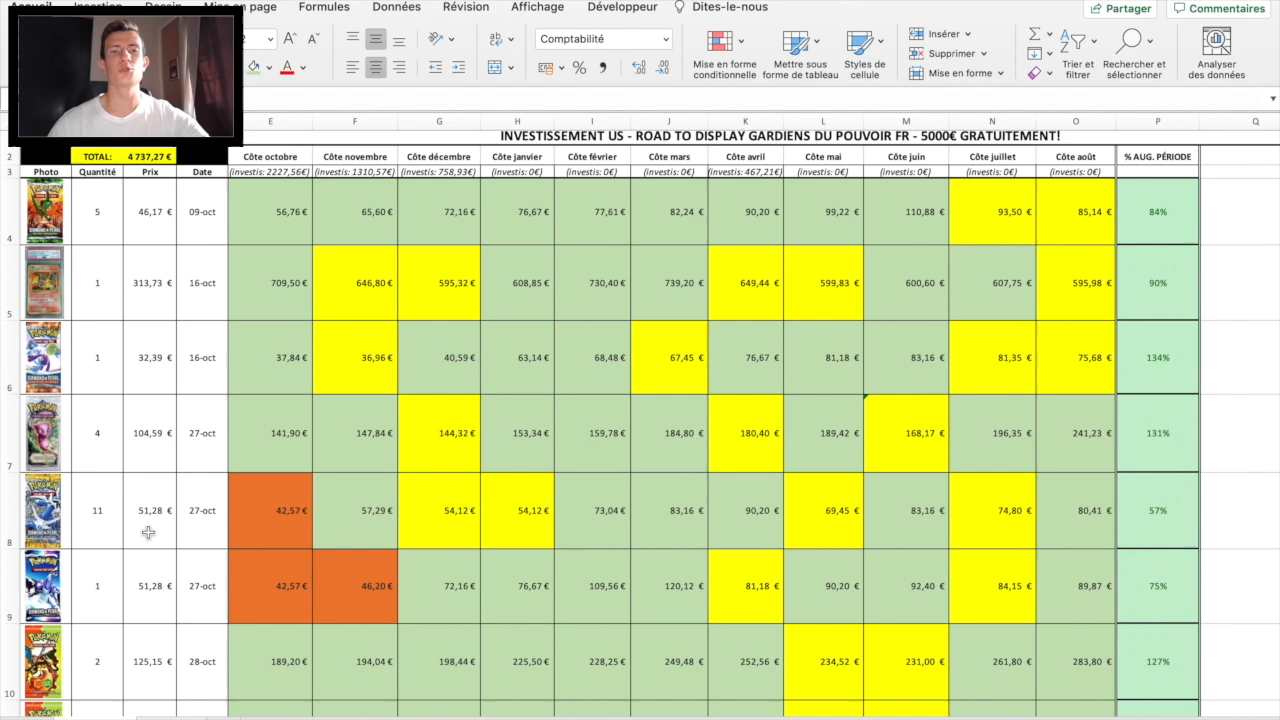 Accueil Insertion Dessin Mise en page Formules Données Révision Affichage Développeur Dites-le-nous Partager Commentaires
Comptabilité
Mise en forme conditionnelle
Mettre sous forme de tableau
Styles de cellule
Insérer
Supprimer
Mise en forme
Trier et filtrer
Rechercher et sélectionner
Analyser des données
E F G H I J K L M N O P Q
INVESTISSEMENT US - ROAD TO DISPLAY GARDIENS DU POUVOIR FR - 5000€ GRATUITEMENT!
2 TOTAL: 4 737,27 € Côte octobre Côte novembre Côte décembre Côte janvier Côte février Côte mars Côte avril Côte mai Côte juin Côte juillet Côte août % AUG. PÉRIODE
3 Photo Quantité Prix Date (investis: 2227,56€) (investis: 1310,57€) (investis: 758,93€) (investis: 0€) (investis: 0€) (investis: 0€) (investis: 467,21€) (investis: 0€) (investis: 0€) (investis: 0€) (investis: 0€)
4 5 46,17 € 09-oct 56,76 € 65,60 € 72,16 € 76,67 € 77,61 € 82,24 € 90,20 € 99,22 € 110,88 € 93,50 € 85,14 € 84%
5 1 313,73 € 16-oct 709,50 € 646,80 € 595,32 € 608,85 € 730,40 € 739,20 € 649,44 € 599,83 € 600,60 € 607,75 € 595,98 € 90%
6 1 32,39 € 16-oct 37,84 € 36,96 € 40,59 € 63,14 € 68,48 € 67,45 € 76,67 € 81,18 € 83,16 € 81,35 € 75,68 € 134%
7 4 104,59 € 27-oct 141,90 € 147,84 € 144,32 € 153,34 € 159,78 € 184,80 € 180,40 € 189,42 € 168,17 € 196,35 € 241,23 € 131%
8 11 51,28 € 27-oct 42,57 € 57,29 € 54,12 € 54,12 € 73,04 € 83,16 € 90,20 € 69,45 € 83,16 € 74,80 € 80,41 € 57%
9 1 51,28 € 27-oct 42,57 € 46,20 € 72,16 € 76,67 € 109,56 € 120,12 € 81,18 € 90,20 € 92,40 € 84,15 € 89,87 € 75%
10 2 125,15 € 28-oct 189,20 € 194,04 € 198,44 € 225,50 € 228,25 € 249,48 € 252,56 € 234,52 € 231,00 € 261,80 € 283,80 € 127%